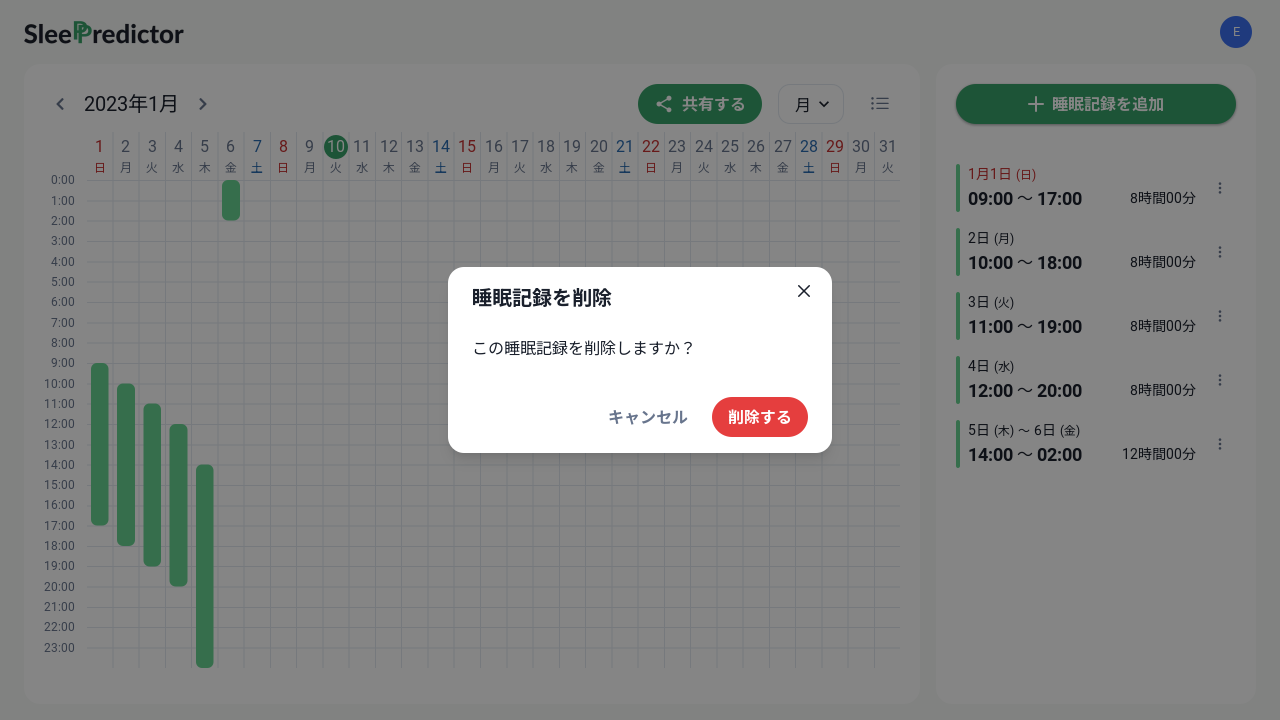 SleePredictor
E
2023年1月
共有する
月
1 2 3 4 5 6 7 8 9 10 11 12 13 14 15 16 17 18 19 20 21 22 23 24 25 26 27 28 29 30 31
日 月 火 水 木 金 土 日 月 火 水 木 金 土 日 月 火 水 木 金 土 日 月 火 水 木 金 土 日 月 火
0:00
1:00
2:00
3:00
4:00
5:00
6:00
7:00
8:00
9:00
10:00
11:00
12:00
13:00
14:00
15:00
16:00
17:00
18:00
19:00
20:00
21:00
22:00
23:00
睡眠記録を削除
この睡眠記録を削除しますか？
キャンセル 削除する
睡眠記録を追加
1月1日 (日)
09:00 〜 17:00 8時間00分
2日 (月)
10:00 〜 18:00 8時間00分
3日 (火)
11:00 〜 19:00 8時間00分
4日 (水)
12:00 〜 20:00 8時間00分
5日 (木) 〜 6日 (金)
14:00 〜 02:00 12時間00分